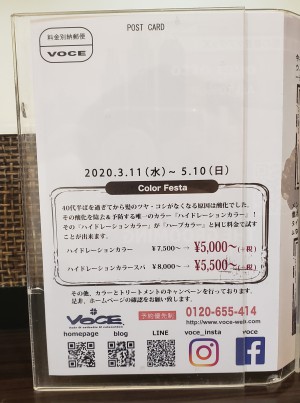 POST CARD
料金別納郵便
VOCE
2020.3.11(水)～ 5.10(日)
Color Festa
40代半ばを過ぎてから髪のツヤ・コシがなくなる原因は酸化でした。
その酸化を除去&予防する唯一のカラー『ハイドレーションカラー』!
その『ハイドレーションカラー』が『ハーブカラー』と同じ料金で試す
ことが出来ます。
ハイドレーションカラー ¥7,500～ → ¥5,000～(+税)
ハイドレーションカラースパ ¥8,000～ → ¥5,500～(+税)
その他、カラーとトリートメントのキャンペーンを行っております。
是非、ホームページの確認をお願い致します。
VOCE
予約優先制 0120-655-414
http://www.voce-well.com
homepage blog LINE voce_insta voce